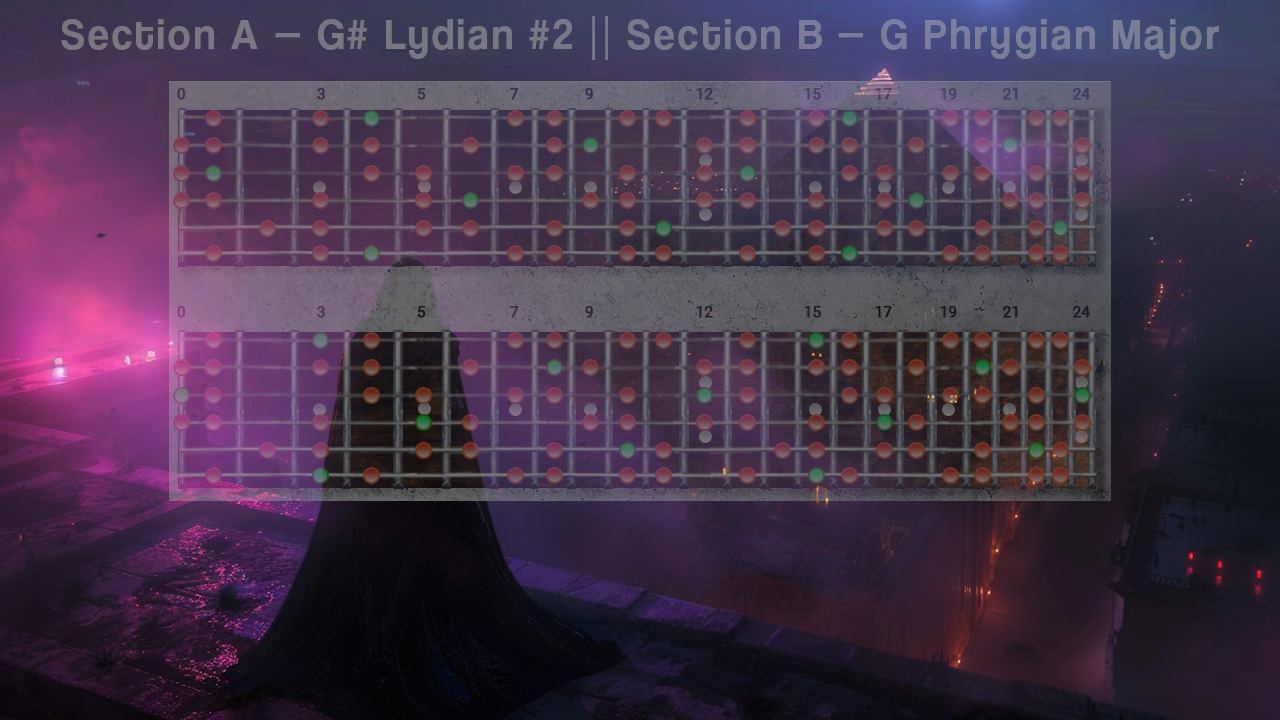 Section A – G# Lydian #2 || Section B – G Phrygian Major
0 3 5 7 9 12 15 17 19 21 24
0 3 5 7 9 12 15 17 19 21 24